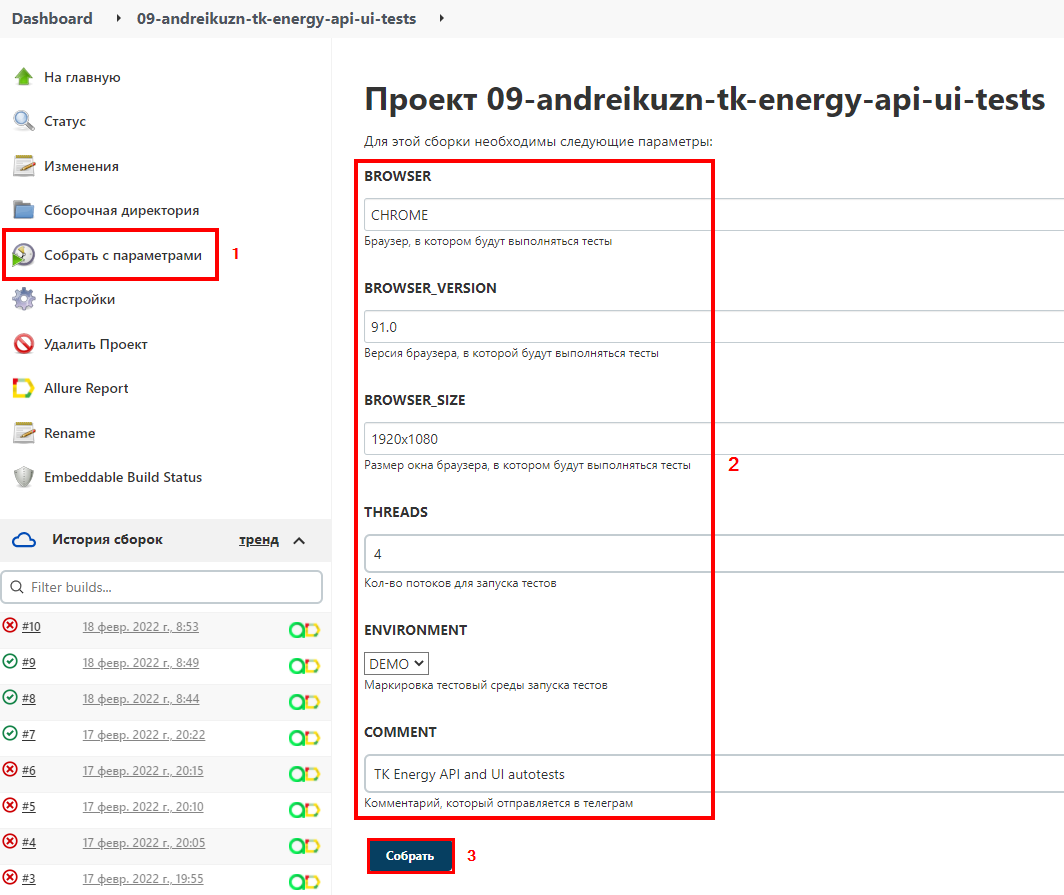 Dashboard
09-andreikuzn-tk-energy-api-ui-tests
На главную
Статус
Изменения
Сборочная директория
Собрать с параметрами
1
Настройки
Удалить Проект
Allure Report
Rename
Embeddable Build Status
История сборок тренд
Filter builds...
#10 18 февр. 2022 г., 8:53
#9 18 февр. 2022 г., 8:49
#8 18 февр. 2022 г., 8:44
#7 17 февр. 2022 г., 20:22
#6 17 февр. 2022 г., 20:15
#5 17 февр. 2022 г., 20:10
#4 17 февр. 2022 г., 20:05
#3 17 февр. 2022 г., 19:55
Проект 09-andreikuzn-tk-energy-api-ui-tests
Для этой сборки необходимы следующие параметры:
BROWSER
CHROME
Браузер, в котором будут выполняться тесты
BROWSER_VERSION
91.0
Версия браузера, в которой будут выполняться тесты
BROWSER_SIZE
1920x1080
Размер окна браузера, в котором будут выполняться тесты
2
THREADS
4
Кол-во потоков для запуска тестов
ENVIRONMENT
DEMO
Маркировка тестовый среды запуска тестов
COMMENT
TK Energy API and UI autotests
Комментарий, который отправляется в телеграм
Собрать
3